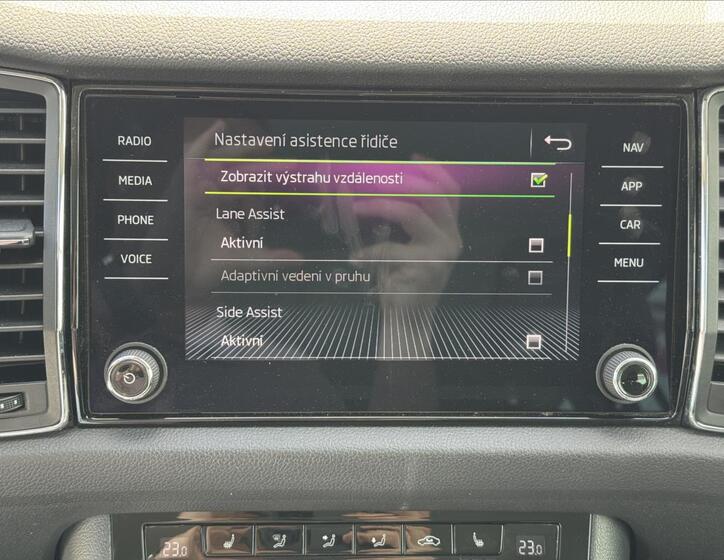 RADIO
MEDIA
PHONE
VOICE
Nastavení asistence řidiče
Zobrazit výstrahu vzdálenosti
Lane Assist
Aktivní
Adaptivní vedení v pruhu
Side Assist
Aktivní
NAV
APP
CAR
MENU
23.0
23.0